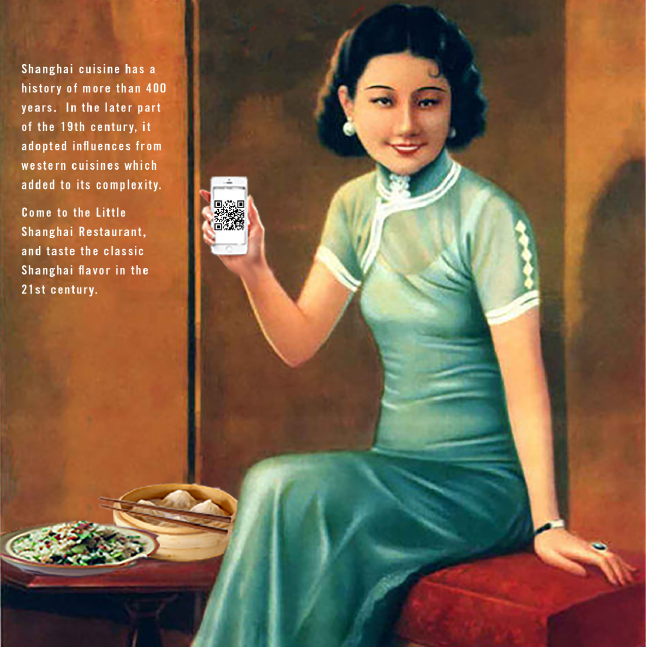 Shanghai cuisine has a
history of more than 400
years. In the later part
of the 19th century, it
adopted influences from
western cuisines which
added to its complexity.
Come to the Little
Shanghai Restaurant,
and taste the classic
Shanghai flavor in the
21st century.